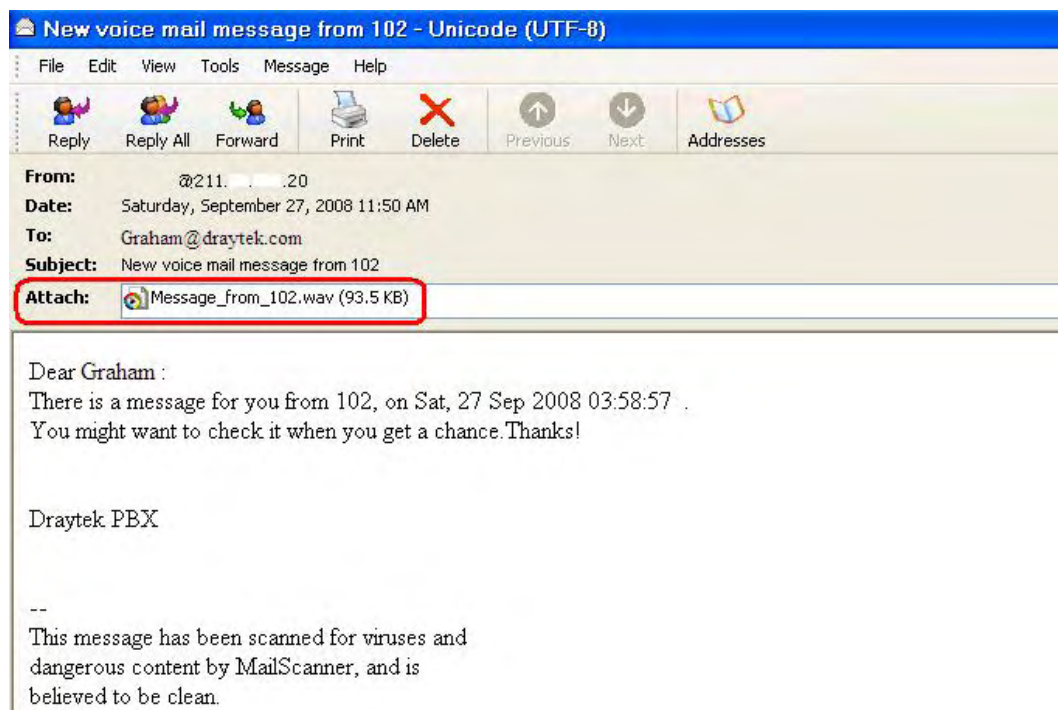 New voice mail message from 102 - Unicode (UTF-8)
File Edit View Tools Message Help
Reply Reply All Forward Print Delete Previous Next Addresses
From: @211. . .20
Date: Saturday, September 27, 2008 11:50 AM
To: Graham@draytek.com
Subject: New voice mail message from 102
Attach: Message_from_102.wav (93.5 KB)
Dear Graham :
There is a message for you from 102, on Sat, 27 Sep 2008 03:58:57 .
You might want to check it when you get a chance.Thanks!
Draytek PBX
--
This message has been scanned for viruses and
dangerous content by MailScanner, and is
believed to be clean.